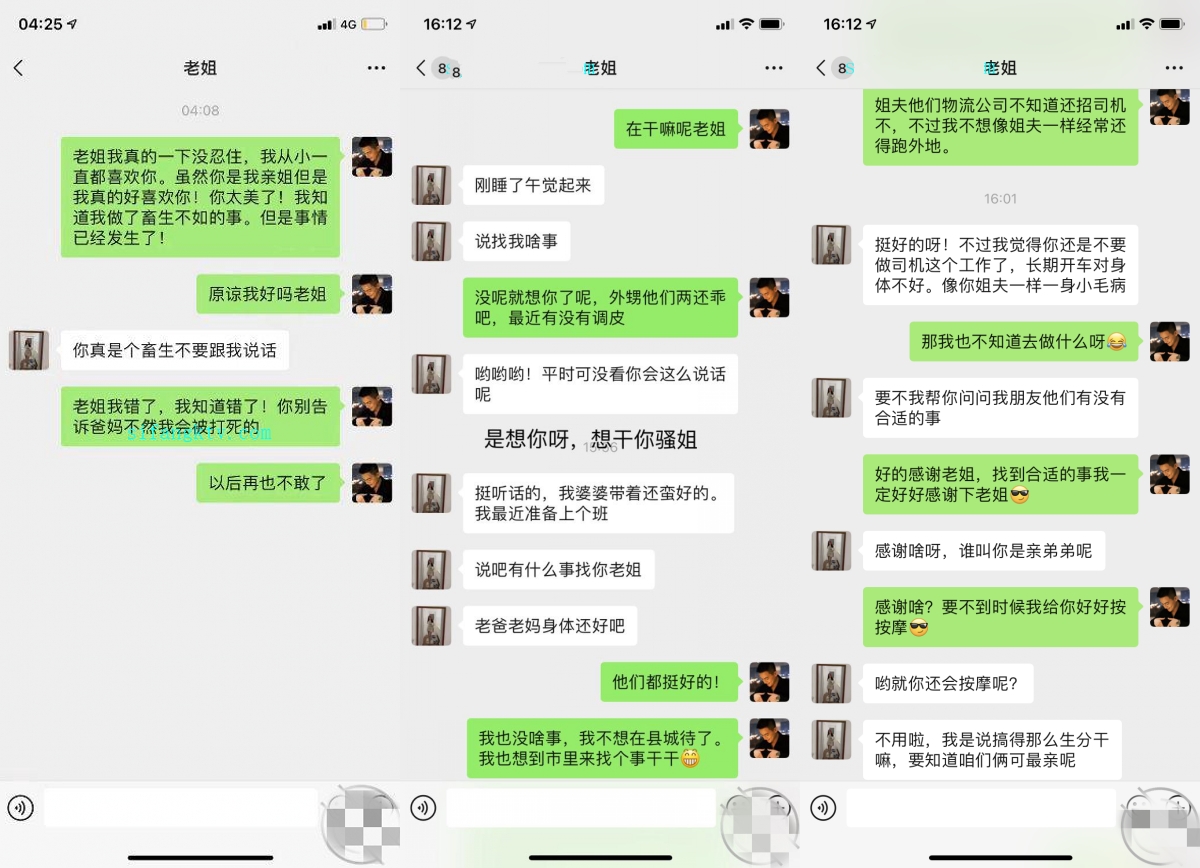 04:25
4G
老姐
04:08
老姐我真的一下没忍住，我从小一
直都喜欢你。虽然你是我亲姐但是
我真的好喜欢你！你太美了！我知
道我做了畜生不如的事。但是事情
已经发生了！
原谅我好吗老姐
你真是个畜生不要跟我说话
老姐我错了，我知道错了！你别告
诉爸妈不然我会被打死的
以后再也不敢了
16:12
8
8
老姐
在干嘛呢老姐
刚睡了午觉起来
说找我啥事
没呢就想你了呢，外甥他们两还乖
吧，最近有没有调皮
哟哟哟！平时可没看你会这么说话
呢
是想你呀，想干你骚姐
挺听话的，我婆婆带着还蛮好的。
我最近准备上个班
说吧有什么事找你老姐
老爸老妈身体还好吧
他们都挺好的！
我也没啥事，我不想在县城待了。
我也想到市里来找个事干干😁
16:12
8
老姐
姐夫他们物流公司不知道还招司机
不，不过我不想像姐夫一样经常还
得跑外地。
16:01
挺好的呀！不过我觉得你还是不要
做司机这个工作了，长期开车对身
体不好。像你姐夫一样一身小毛病
那我也不知道去做什么呀😂
要不我帮你问问我朋友他们有没有
合适的事
好的感谢老姐，找到合适的事我一
定好好感谢下老姐😎
感谢啥呀，谁叫你是亲弟弟呢
感谢啥？要不到时候我给你好好按
按摩😎
哟就你还会按摩呢？
不用啦，我是说搞得那么生分干
嘛，要知道咱们俩可最亲呢